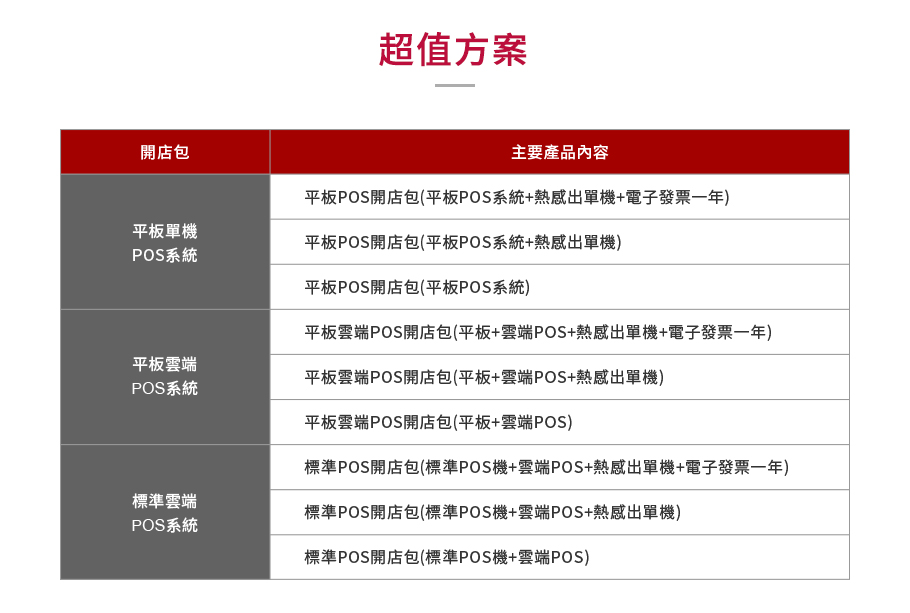 超值方案
開店包
主要產品內容
平板單機
POS系統
平板POS開店包(平板POS系統+熱感出單機+電子發票一年)
平板POS開店包(平板POS系統+熱感出單機)
平板POS開店包(平板POS系統)
平板雲端
POS系統
平板雲端POS開店包(平板+雲端POS+熱感出單機+電子發票一年)
平板雲端POS開店包(平板+雲端POS+熱感出單機)
平板雲端POS開店包(平板+雲端POS)
標準雲端
POS系統
標準POS開店包(標準POS機+雲端POS+熱感出單機+電子發票一年)
標準POS開店包(標準POS機+雲端POS+熱感出單機)
標準POS開店包(標準POS機+雲端POS)